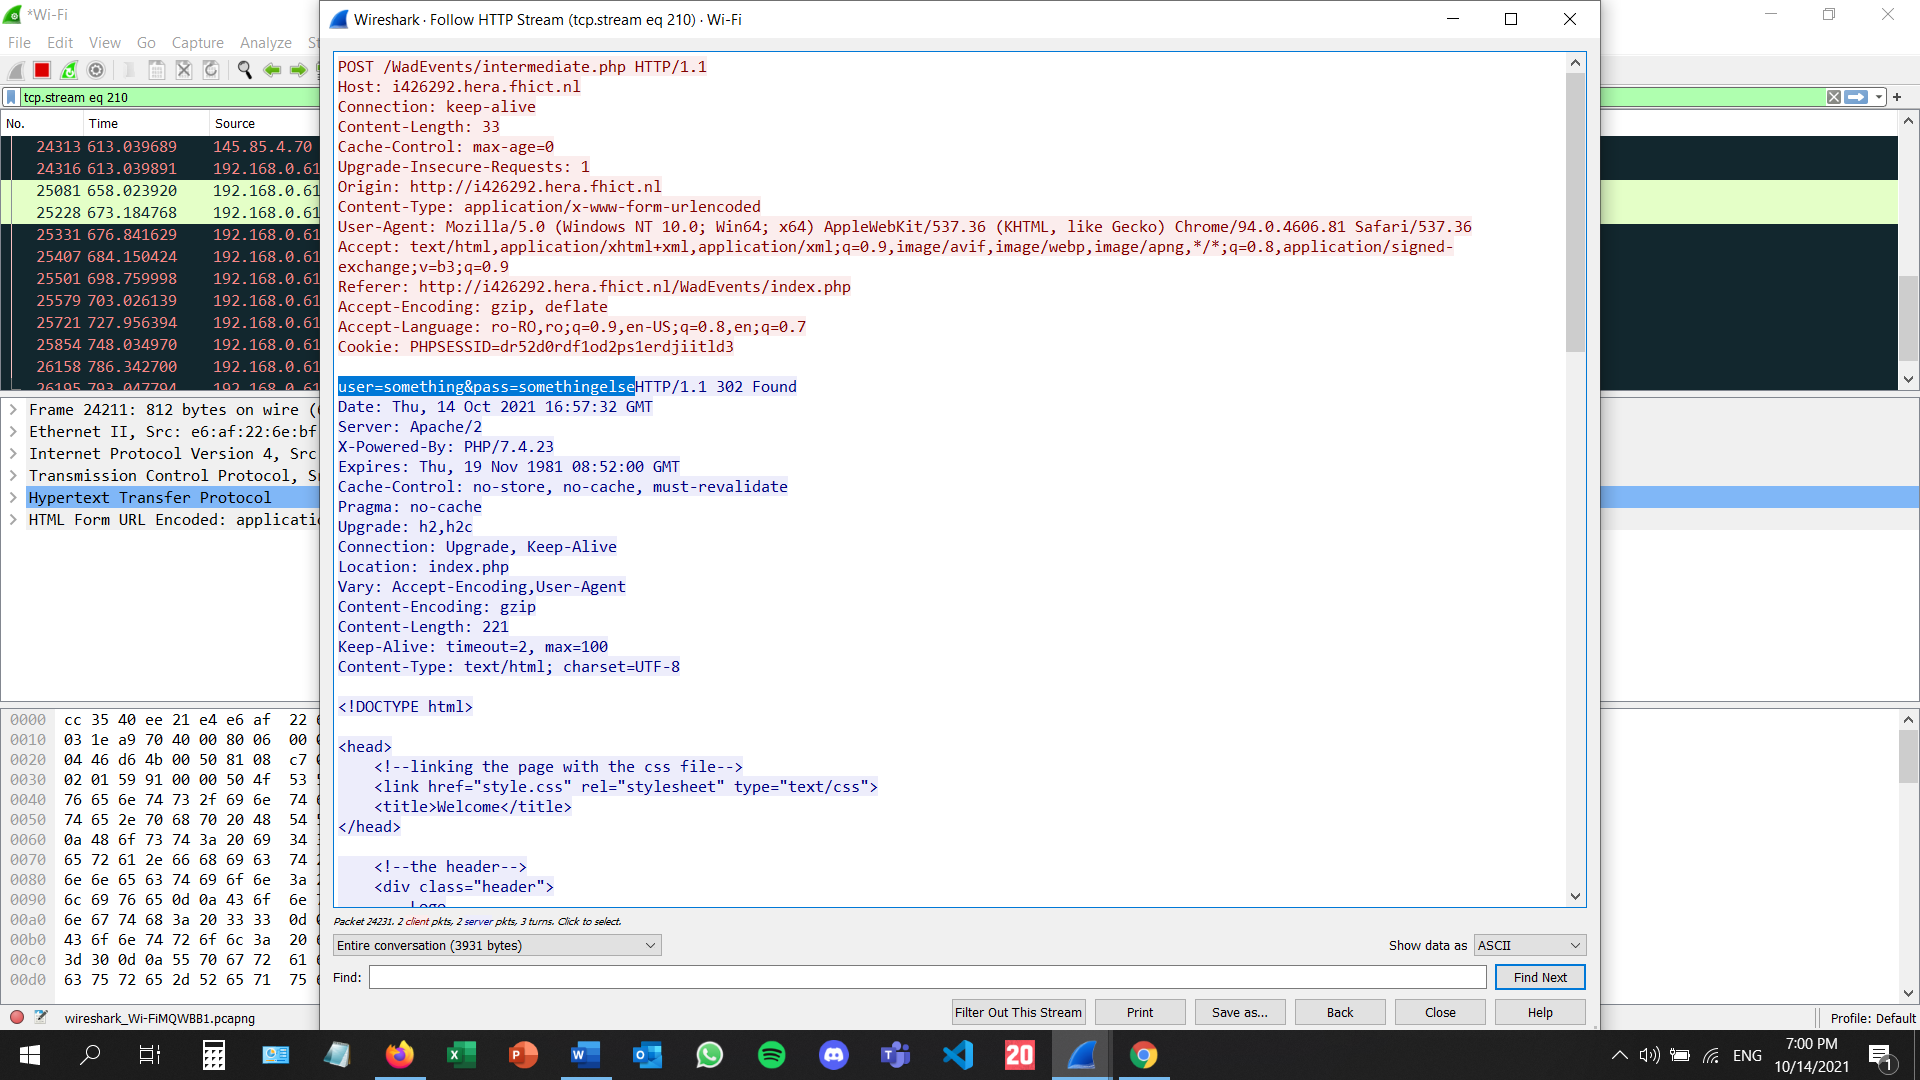 *Wi-Fi
File Edit View Go Capture Analyze St
tcp.stream eq 210
No. Time Source
24313 613.039689 145.85.4.70
24316 613.039891 192.168.0.61
25081 658.023920 192.168.0.61
25228 673.184768 192.168.0.61
25331 676.841629 192.168.0.61
25407 684.150424 192.168.0.61
25501 698.759998 192.168.0.61
25579 703.026139 192.168.0.61
25721 727.956394 192.168.0.61
25854 748.034970 192.168.0.61
26158 786.342700 192.168.0.61
26195 793.047794 192.168.0.61
Frame 24211: 812 bytes on wire (6
Ethernet II, Src: e6:af:22:6e:bf
Internet Protocol Version 4, Src
Transmission Control Protocol, S
Hypertext Transfer Protocol
HTML Form URL Encoded: applicati
0000 cc 35 40 ee 21 e4 e6 af 22
0010 03 1e a9 70 40 00 80 06 00
0020 04 46 d6 4b 00 50 81 08 c7
0030 02 01 59 91 00 00 50 4f 53
0040 76 65 6e 74 73 2f 69 6e 74
0050 74 65 2e 70 68 70 20 48 54
0060 0a 48 6f 73 74 3a 20 69 34
0070 65 72 61 2e 66 68 69 63 74
0080 6e 6e 65 63 74 69 6f 6e 3a
0090 6c 69 76 65 0d 0a 43 6f 6e
00a0 6e 67 74 68 3a 20 33 33 0d
00b0 43 6f 6e 74 72 6f 6c 3a 20
00c0 3d 30 0d 0a 55 70 67 72 61
00d0 63 75 72 65 2d 52 65 71 75
wireshark_Wi-FiMQWBB1.pcapng
Wireshark · Follow HTTP Stream (tcp.stream eq 210) · Wi-Fi
POST /WadEvents/intermediate.php HTTP/1.1
Host: i426292.hera.fhict.nl
Connection: keep-alive
Content-Length: 33
Cache-Control: max-age=0
Upgrade-Insecure-Requests: 1
Origin: http://i426292.hera.fhict.nl
Content-Type: application/x-www-form-urlencoded
User-Agent: Mozilla/5.0 (Windows NT 10.0; Win64; x64) AppleWebKit/537.36 (KHTML, like Gecko) Chrome/94.0.4606.81 Safari/537.36
Accept: text/html,application/xhtml+xml,application/xml;q=0.9,image/avif,image/webp,image/apng,*/*;q=0.8,application/signed-
exchange;v=b3;q=0.9
Referer: http://i426292.hera.fhict.nl/WadEvents/index.php
Accept-Encoding: gzip, deflate
Accept-Language: ro-RO,ro;q=0.9,en-US;q=0.8,en;q=0.7
Cookie: PHPSESSID=dr52d0rdf1od2ps1erdjiitld3
user=something&pass=somethingelseHTTP/1.1 302 Found
Date: Thu, 14 Oct 2021 16:57:32 GMT
Server: Apache/2
X-Powered-By: PHP/7.4.23
Expires: Thu, 19 Nov 1981 08:52:00 GMT
Cache-Control: no-store, no-cache, must-revalidate
Pragma: no-cache
Upgrade: h2,h2c
Connection: Upgrade, Keep-Alive
Location: index.php
Vary: Accept-Encoding,User-Agent
Content-Encoding: gzip
Content-Length: 221
Keep-Alive: timeout=2, max=100
Content-Type: text/html; charset=UTF-8
<!DOCTYPE html>
<head>
<!--linking the page with the css file-->
<link href="style.css" rel="stylesheet" type="text/css">
<title>Welcome</title>
</head>
<!--the header-->
<div class="header">
Logo
Packet 24231. 2 client pkts, 2 server pkts, 3 turns. Click to select.
Entire conversation (3931 bytes)
Show data as ASCII
Find:
Find Next
Filter Out This Stream Print Save as... Back Close Help
Profile: Default
20
ENG
7:00 PM
10/14/2021
1